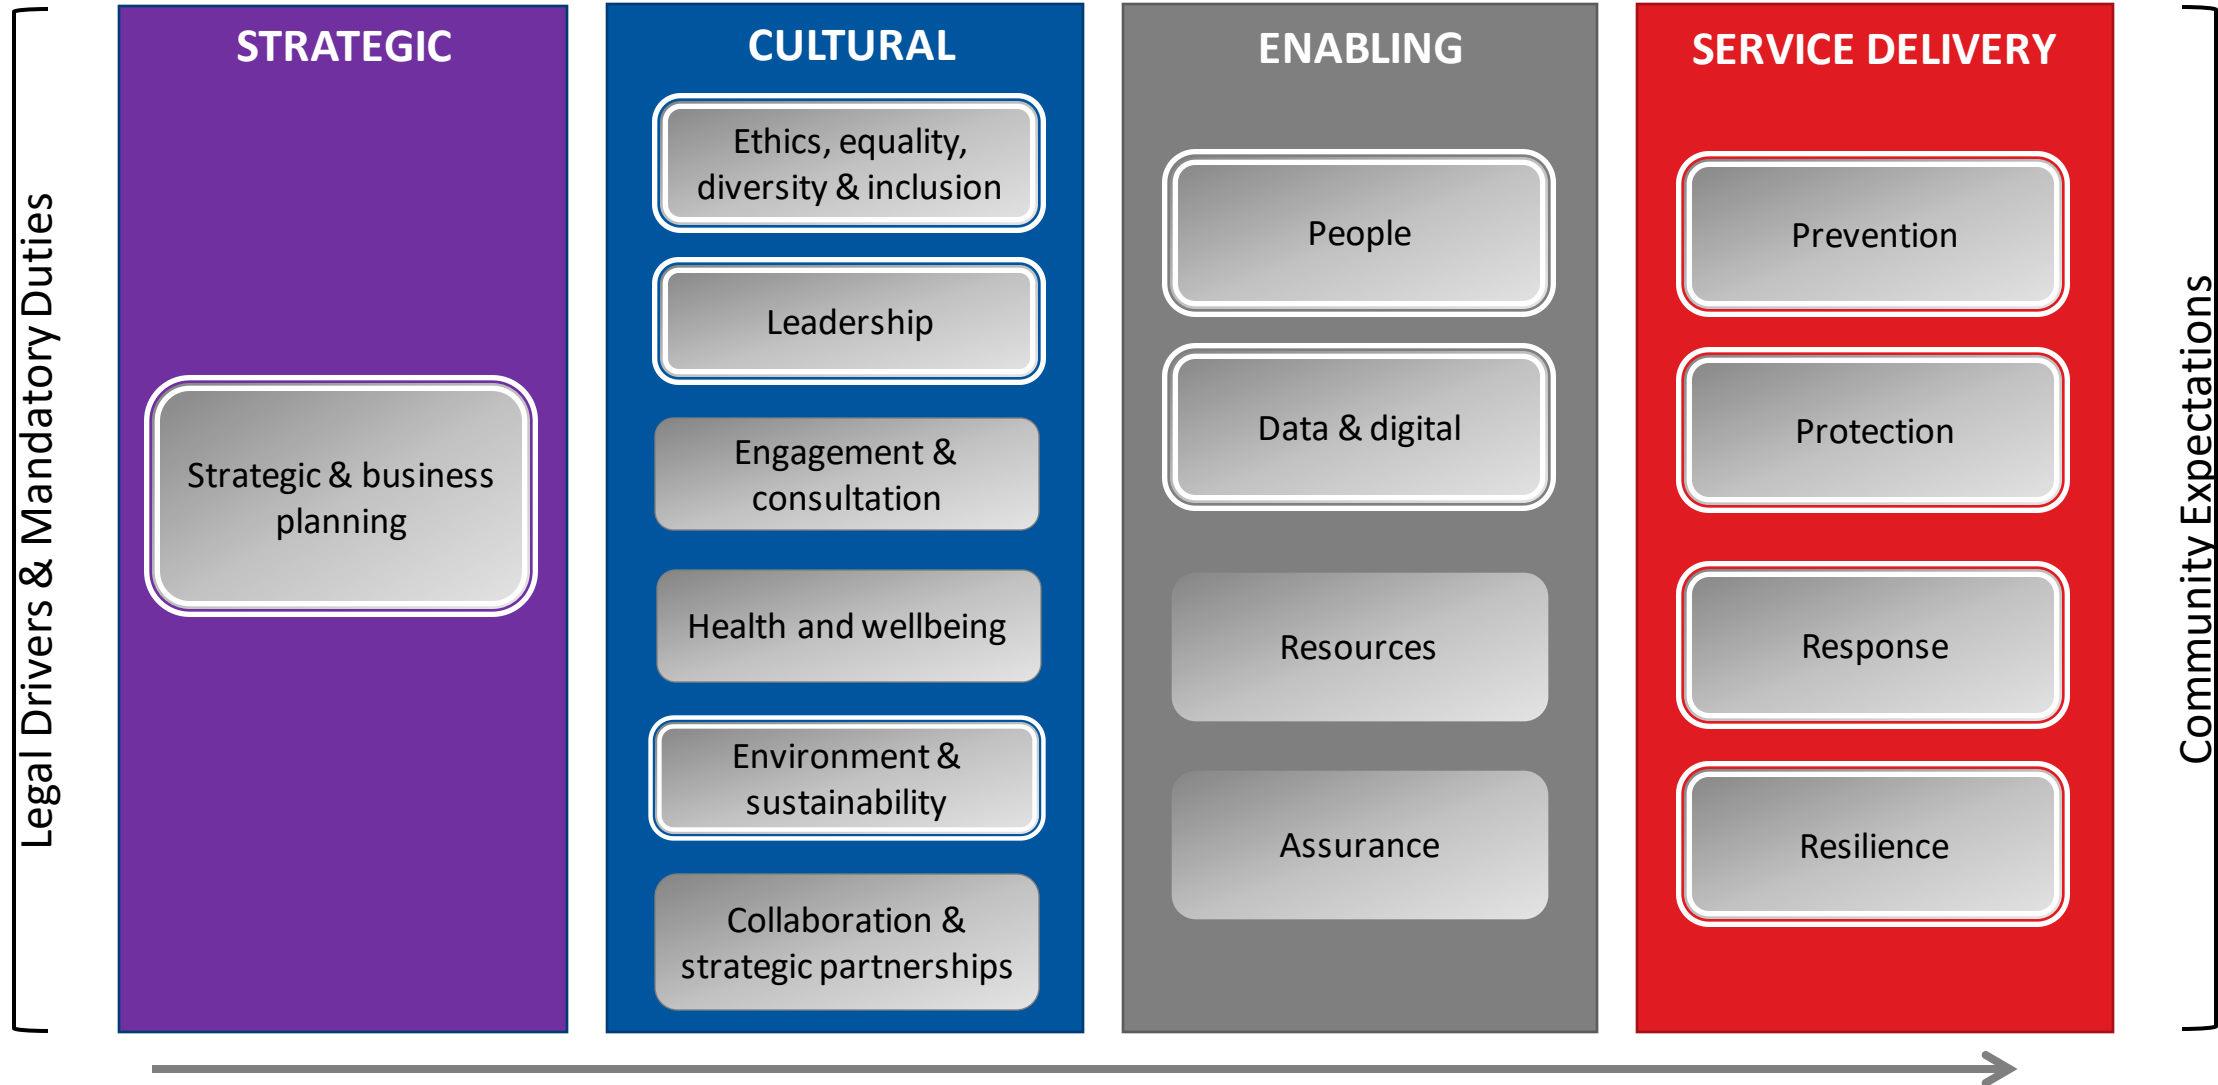 Legal Drivers & Mandatory Duties
STRATEGIC
Strategic & business
planning
CULTURAL
Ethics, equality,
diversity & inclusion
Leadership
Engagement &
consultation
Health and wellbeing
Environment &
sustainability
Collaboration &
strategic partnerships
ENABLING
People
Data & digital
Resources
Assurance
SERVICE DELIVERY
Prevention
Protection
Response
Resilience
Community Expectations